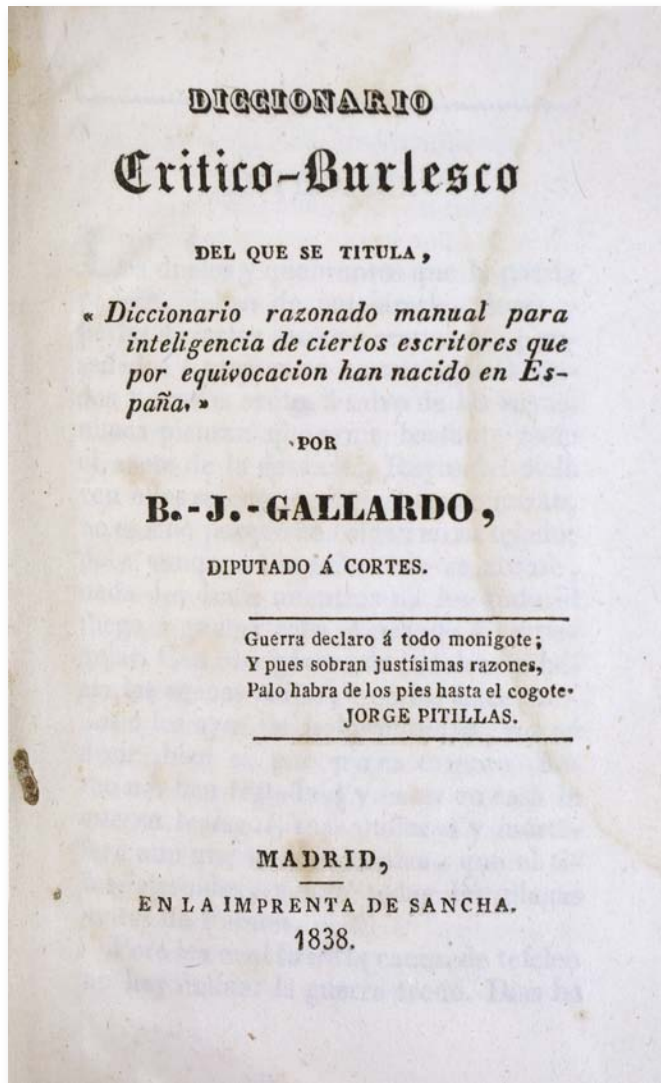 DICCIONARIO
Critico-Burlesco
DEL QUE SE TITULA,
« Diccionario razonado manual para
inteligencia de ciertos escritores que
por equivocacion han nacido en Es-
paña. »
POR
B.-J.-GALLARDO,
DIPUTADO Á CORTES.
Guerra declaro á todo monigote;
Y pues sobran justísimas razones,
Palo habra de los pies hasta el cogote.
JORGE PITILLAS.
MADRID,
EN LA IMPRENTA DE SANCHA.
1838.